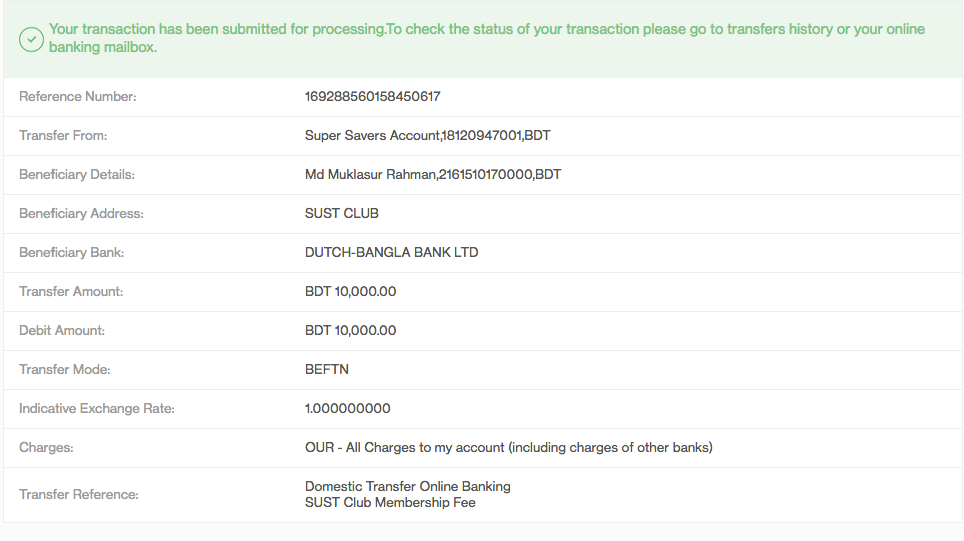 Your transaction has been submitted for processing.To check the status of your transaction please go to transfers history or your online
banking mailbox.
Reference Number: 169288560158450617
Transfer From: Super Savers Account,18120947001,BDT
Beneficiary Details: Md Muklasur Rahman,2161510170000,BDT
Beneficiary Address: SUST CLUB
Beneficiary Bank: DUTCH-BANGLA BANK LTD
Transfer Amount: BDT 10,000.00
Debit Amount: BDT 10,000.00
Transfer Mode: BEFTN
Indicative Exchange Rate: 1.000000000
Charges: OUR - All Charges to my account (including charges of other banks)
Transfer Reference: Domestic Transfer Online Banking
SUST Club Membership Fee